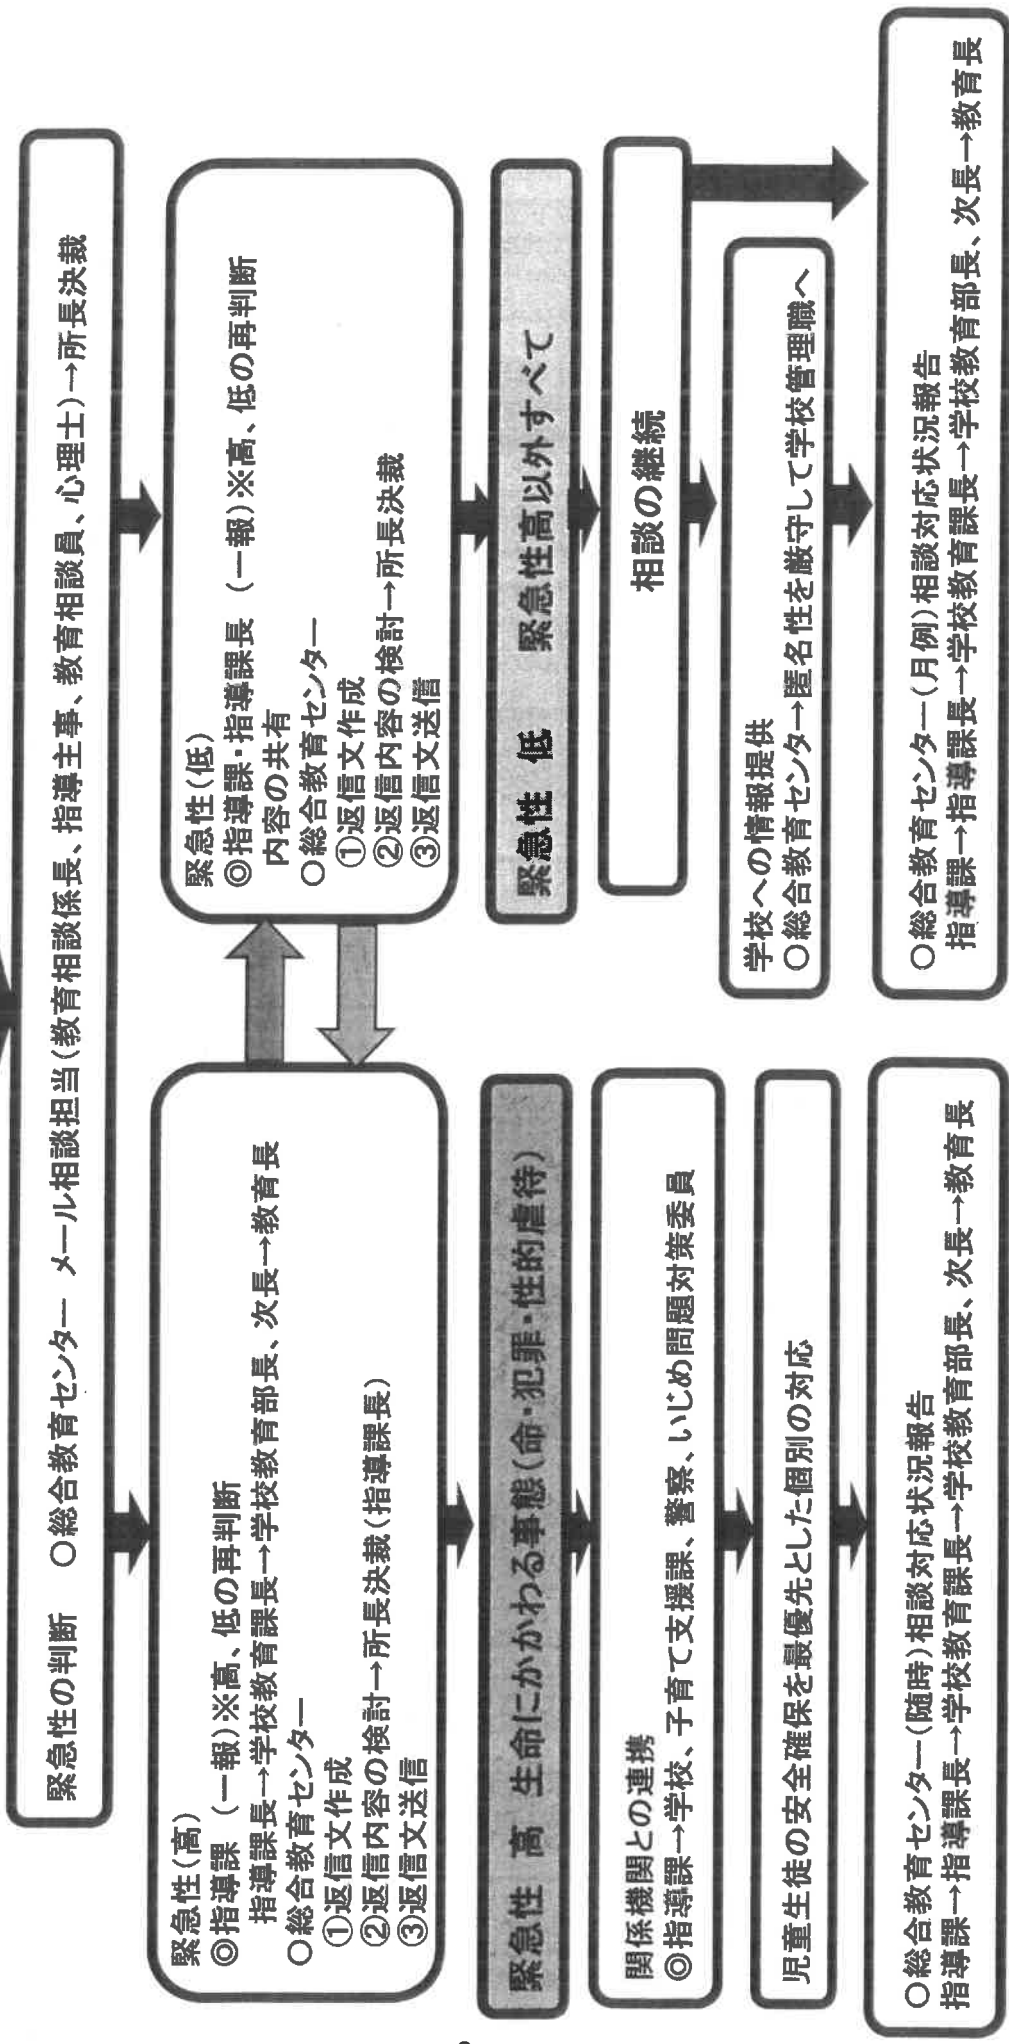 緊急性の判断　○総合教育センター　メール相談担当(教育相談係長、指導主事、教育相談員、心理士)→所長決裁
緊急性(高)
◎指導課　(一報)※高、低の再判断
指導課長→学校教育課長→学校教育部長、次長→教育長
○総合教育センター
①返信文作成
②返信内容の検討→所長決裁(指導課長)
③返信文送信
緊急性(低)
◎指導課・指導課長　(一報)※高、低の再判断
内容の共有
○総合教育センター
①返信文作成
②返信内容の検討→所長決裁
③返信文送信
緊急性　高　生命にかかわる事態(命・犯罪・性的虐待)
緊急性　低　　緊急性高以外すべて
関係機関との連携
◎指導課→学校、子育て支援課、警察、いじめ問題対策委員
児童生徒の安全確保を最優先とした個別の対応
○総合教育センター(随時)相談対応状況報告
指導課→指導課長→学校教育課長→学校教育部長、次長→教育長
相談の継続
学校への情報提供
○総合教育センター→匿名性を厳守して学校管理職へ
○総合教育センター(月例)相談対応状況報告
指導課→指導課長→学校教育課長→学校教育部長、次長→教育長